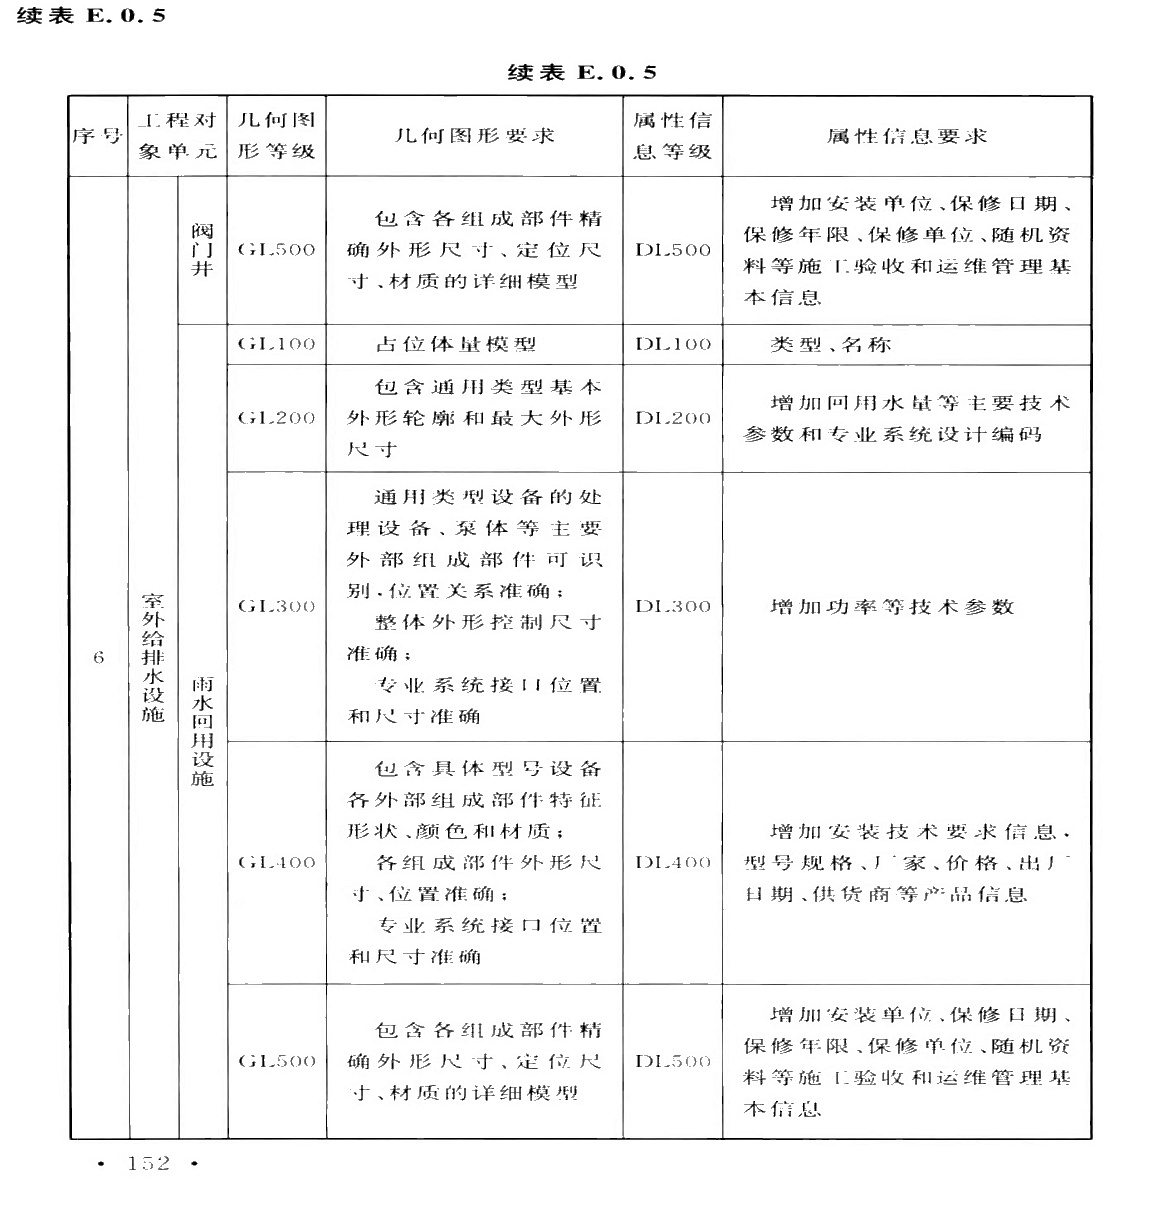 续表 E.0.5
续表 E.0.5
序号
工程对
象单元
几何图
形等级
几何图形要求
属性信
息等级
属性信息要求
6
室外给排水设施
阀门井
GL500
包含各组成部件精
确外形尺寸、定位尺
寸、材质的详细模型
DL500
增加安装单位、保修日期、
保修年限、保修单位、随机资
料等施工验收和运维管理基
本信息
雨水回用设施
GL100
占位体量模型
DL100
类型、名称
GL200
包含通用类型基本
外形轮廓和最大外形
尺寸
DL200
增加回用水量等主要技术
参数和专业系统设计编码
GL300
通用类型设备的处
理设备、泵体等主要
外部组成部件可识
别,位置关系准确;
整体外形控制尺寸
准确;
专业系统接口位置
和尺寸准确
DL300
增加功率等技术参数
GL400
包含具体型号设备
各外部组成部件特征
形状、颜色和材质;
各组成部件外形尺
寸、位置准确;
专业系统接口位置
和尺寸准确
DL400
增加安装技术要求信息,
型号规格、厂家、价格、出厂
日期、供货商等产品信息
GL500
包含各组成部件精
确外形尺寸、定位尺
寸、材质的详细模型
DL500
增加安装单位、保修日期、
保修年限、保修单位、随机资
料等施工验收和运维管理基
本信息
· 152 ·